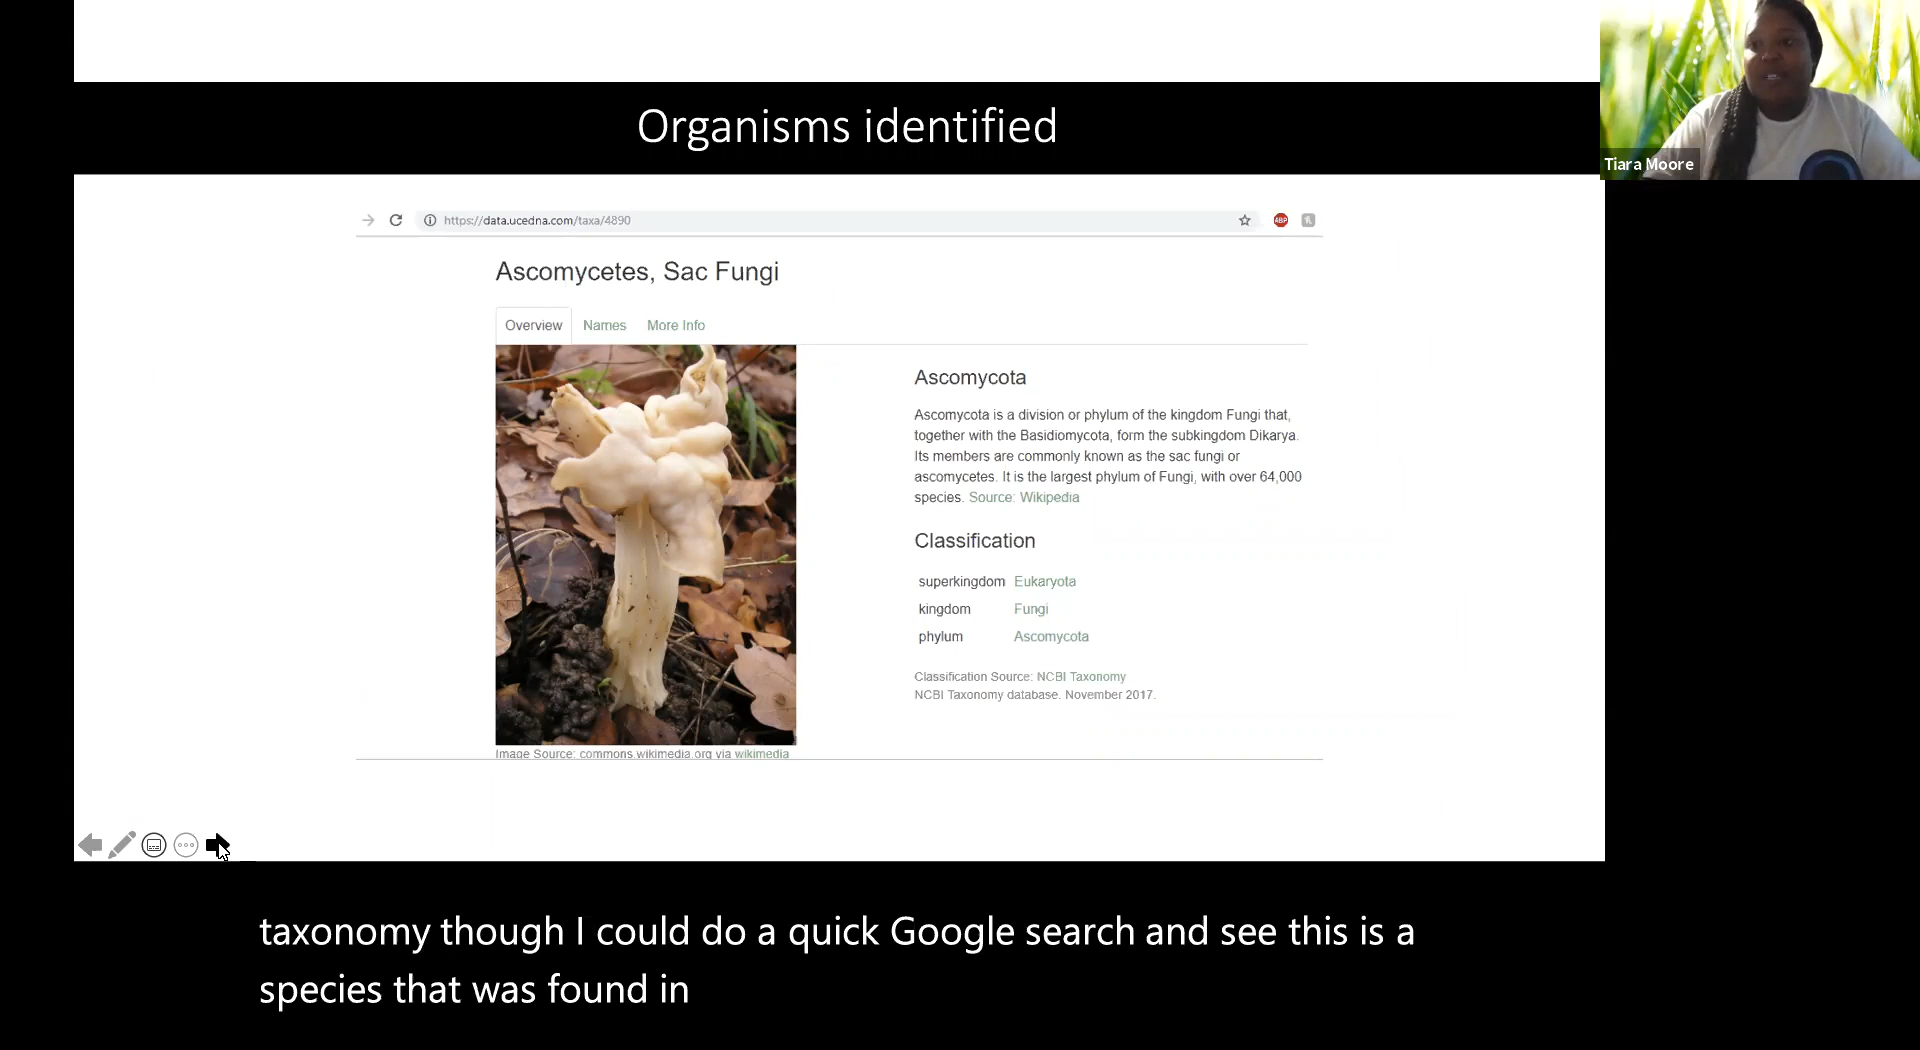 Organisms identified
Tiara Moore
https://data.ucedna.com/taxa/4890
ABP
Ascomycetes, Sac Fungi
Overview Names More Info
Ascomycota
Ascomycota is a division or phylum of the kingdom Fungi that,
together with the Basidiomycota, form the subkingdom Dikarya.
Its members are commonly known as the sac fungi or
ascomycetes. It is the largest phylum of Fungi, with over 64,000
species. Source: Wikipedia
Classification
superkingdom Eukaryota
kingdom Fungi
phylum Ascomycota
Classification Source: NCBI Taxonomy
NCBI Taxonomy database. November 2017.
Image Source: commons.wikimedia.org via wikimedia
taxonomy though I could do a quick Google search and see this is a
species that was found in